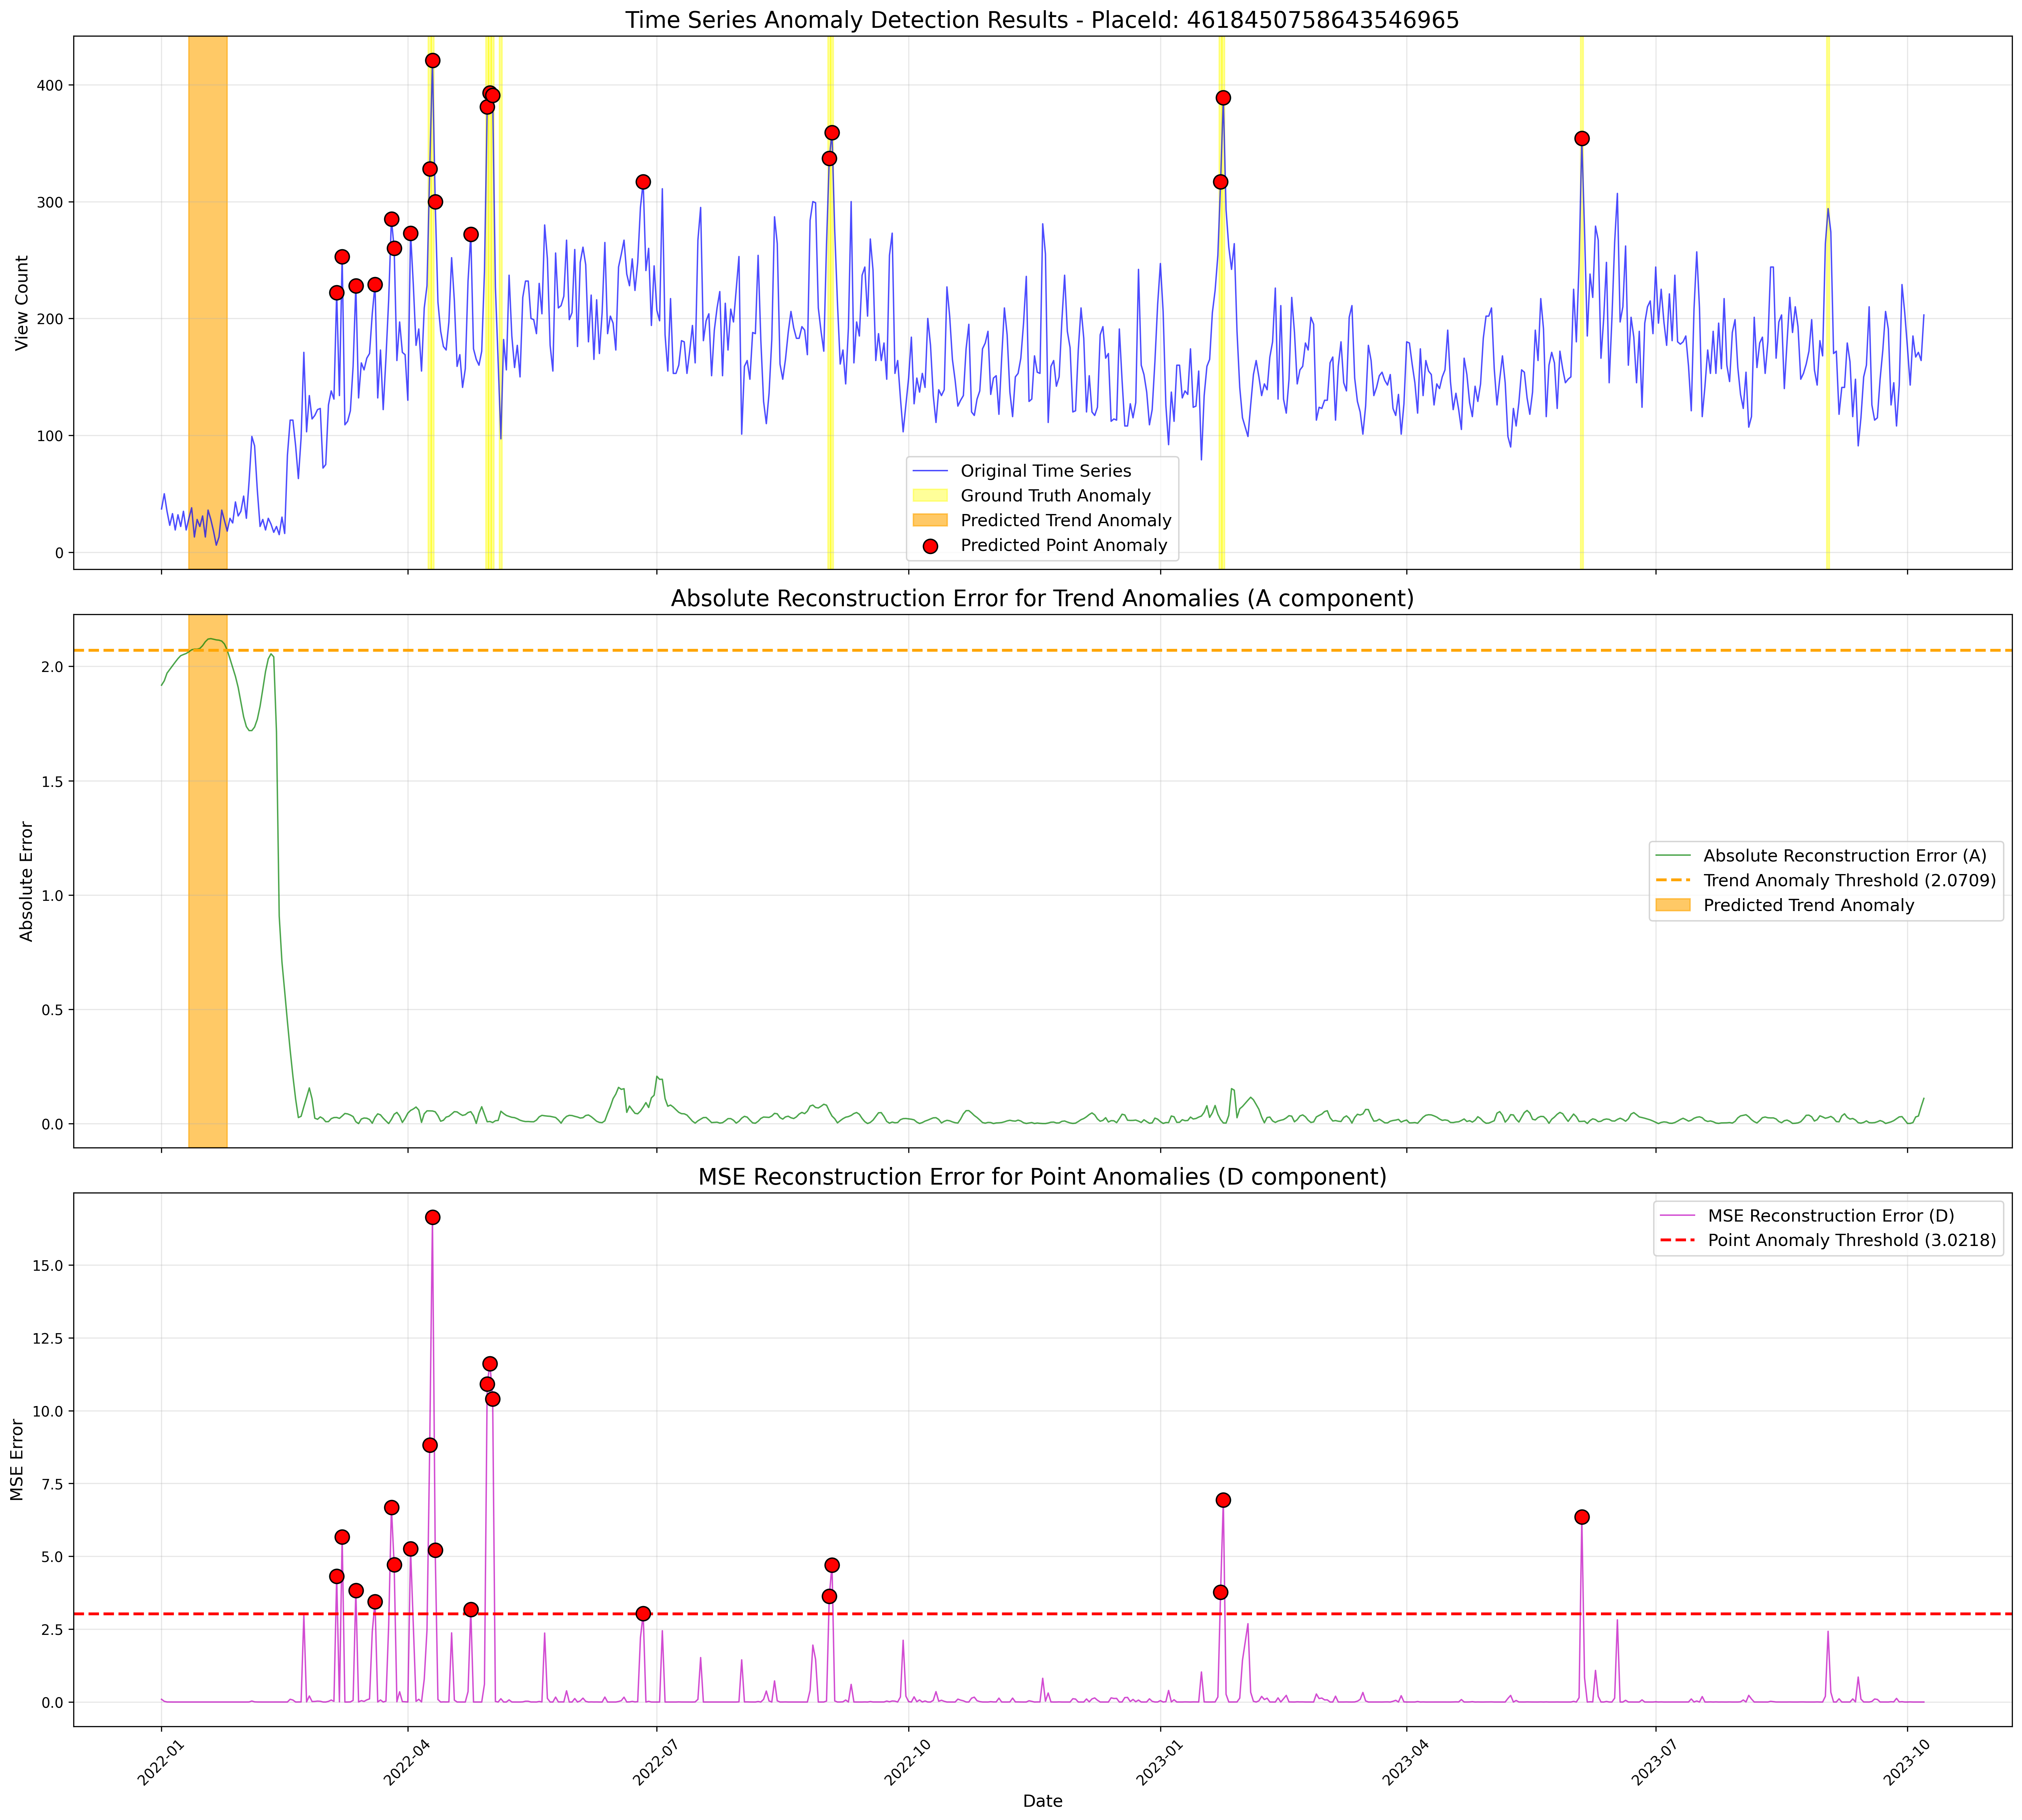 Time Series Anomaly Detection Results - PlaceId: 4618450758643546965
View Count
400
300
200
100
0
Original Time Series
Ground Truth Anomaly
Predicted Trend Anomaly
Predicted Point Anomaly
Absolute Reconstruction Error for Trend Anomalies (A component)
Absolute Error
2.0
1.5
1.0
0.5
0.0
Absolute Reconstruction Error (A)
Trend Anomaly Threshold (2.0709)
Predicted Trend Anomaly
MSE Reconstruction Error for Point Anomalies (D component)
MSE Error
15.0
12.5
10.0
7.5
5.0
2.5
0.0
MSE Reconstruction Error (D)
Point Anomaly Threshold (3.0218)
2022-01
2022-04
2022-07
2022-10
2023-01
2023-04
2023-07
2023-10
Date